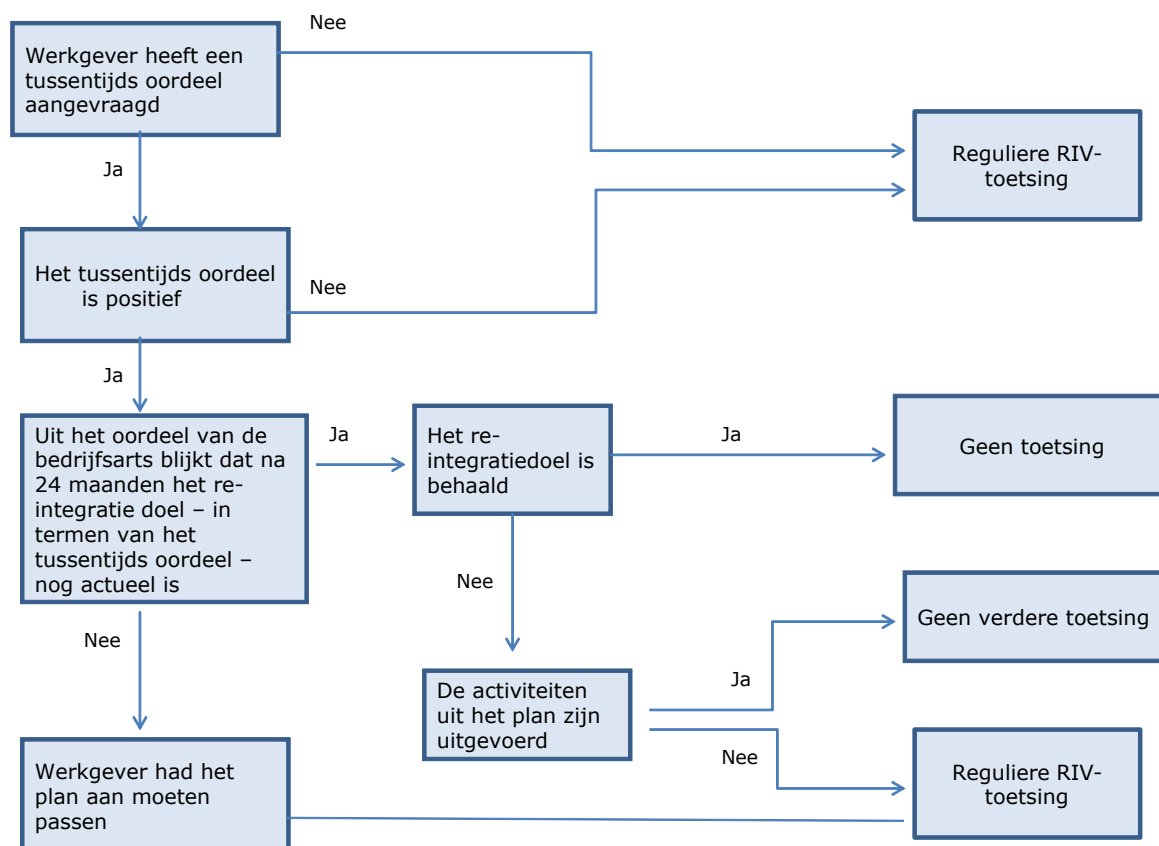 Nee
Werkgever heeft een
tussentijds oordeel
aangevraagd
Reguliere RIV-
toetsing
Ja
Het tussentijds oordeel
is positief
Nee
Ja
Uit het oordeel van de
bedrijfsarts blijkt dat na
24 maanden het re-
integratie doel – in
termen van het
tussentijds oordeel –
nog actueel is
Ja
Het re-
integratiedoel is
behaald
Ja
Geen toetsing
Nee
Geen verdere toetsing
Nee
De activiteiten
uit het plan zijn
uitgevoerd
Ja
Nee
Werkgever had het
plan aan moeten
passen
Reguliere RIV-
toetsing